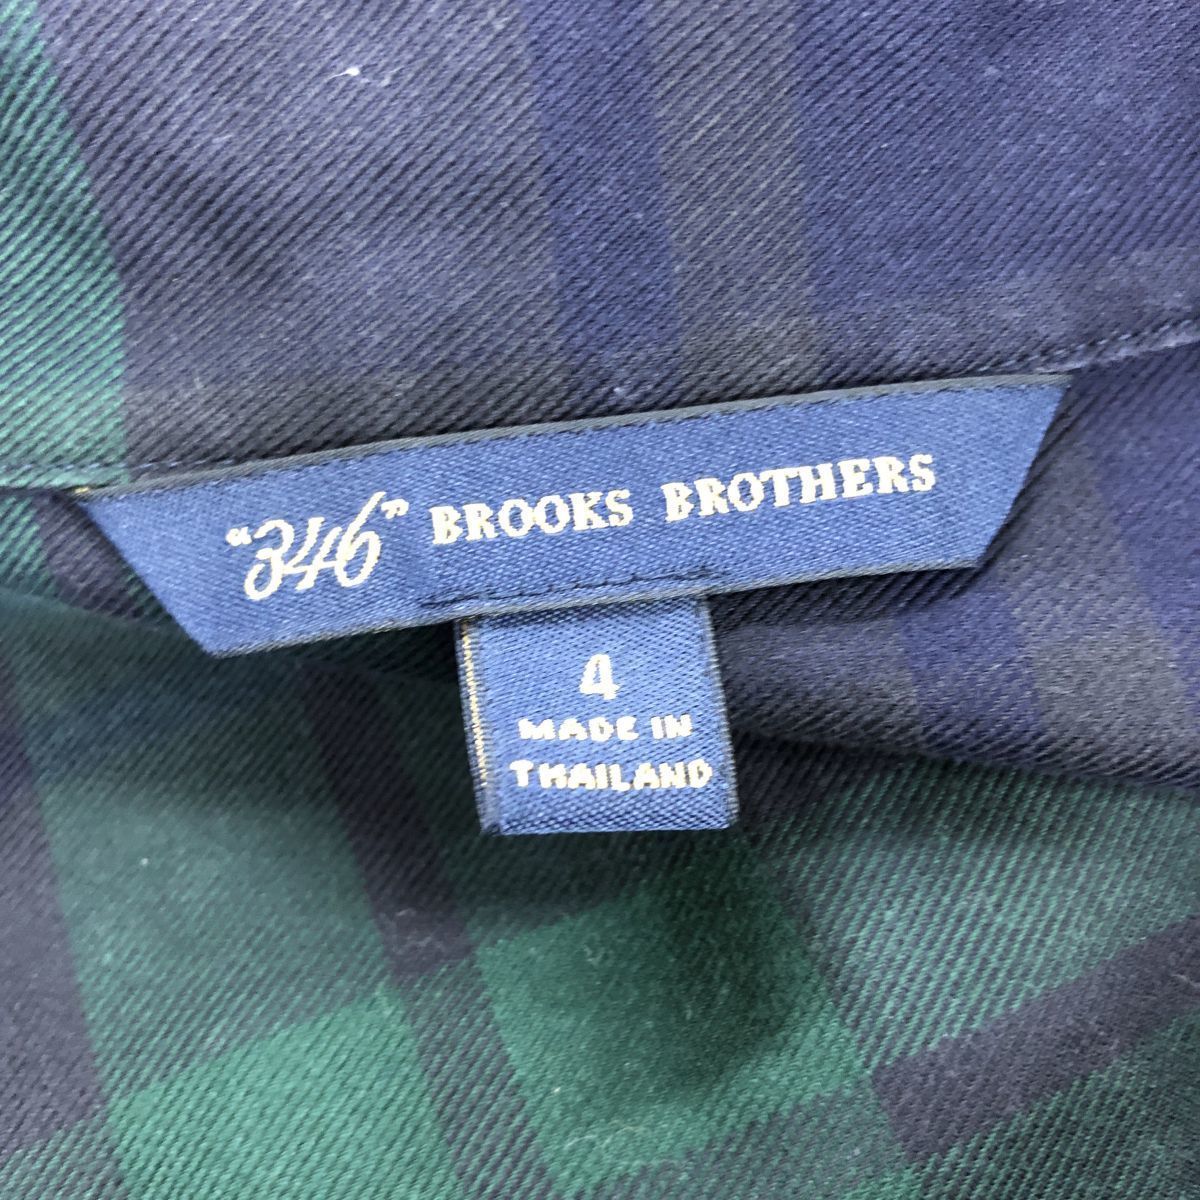 "346" BROOKS BROTHERS
4
MADE IN
THAILAND